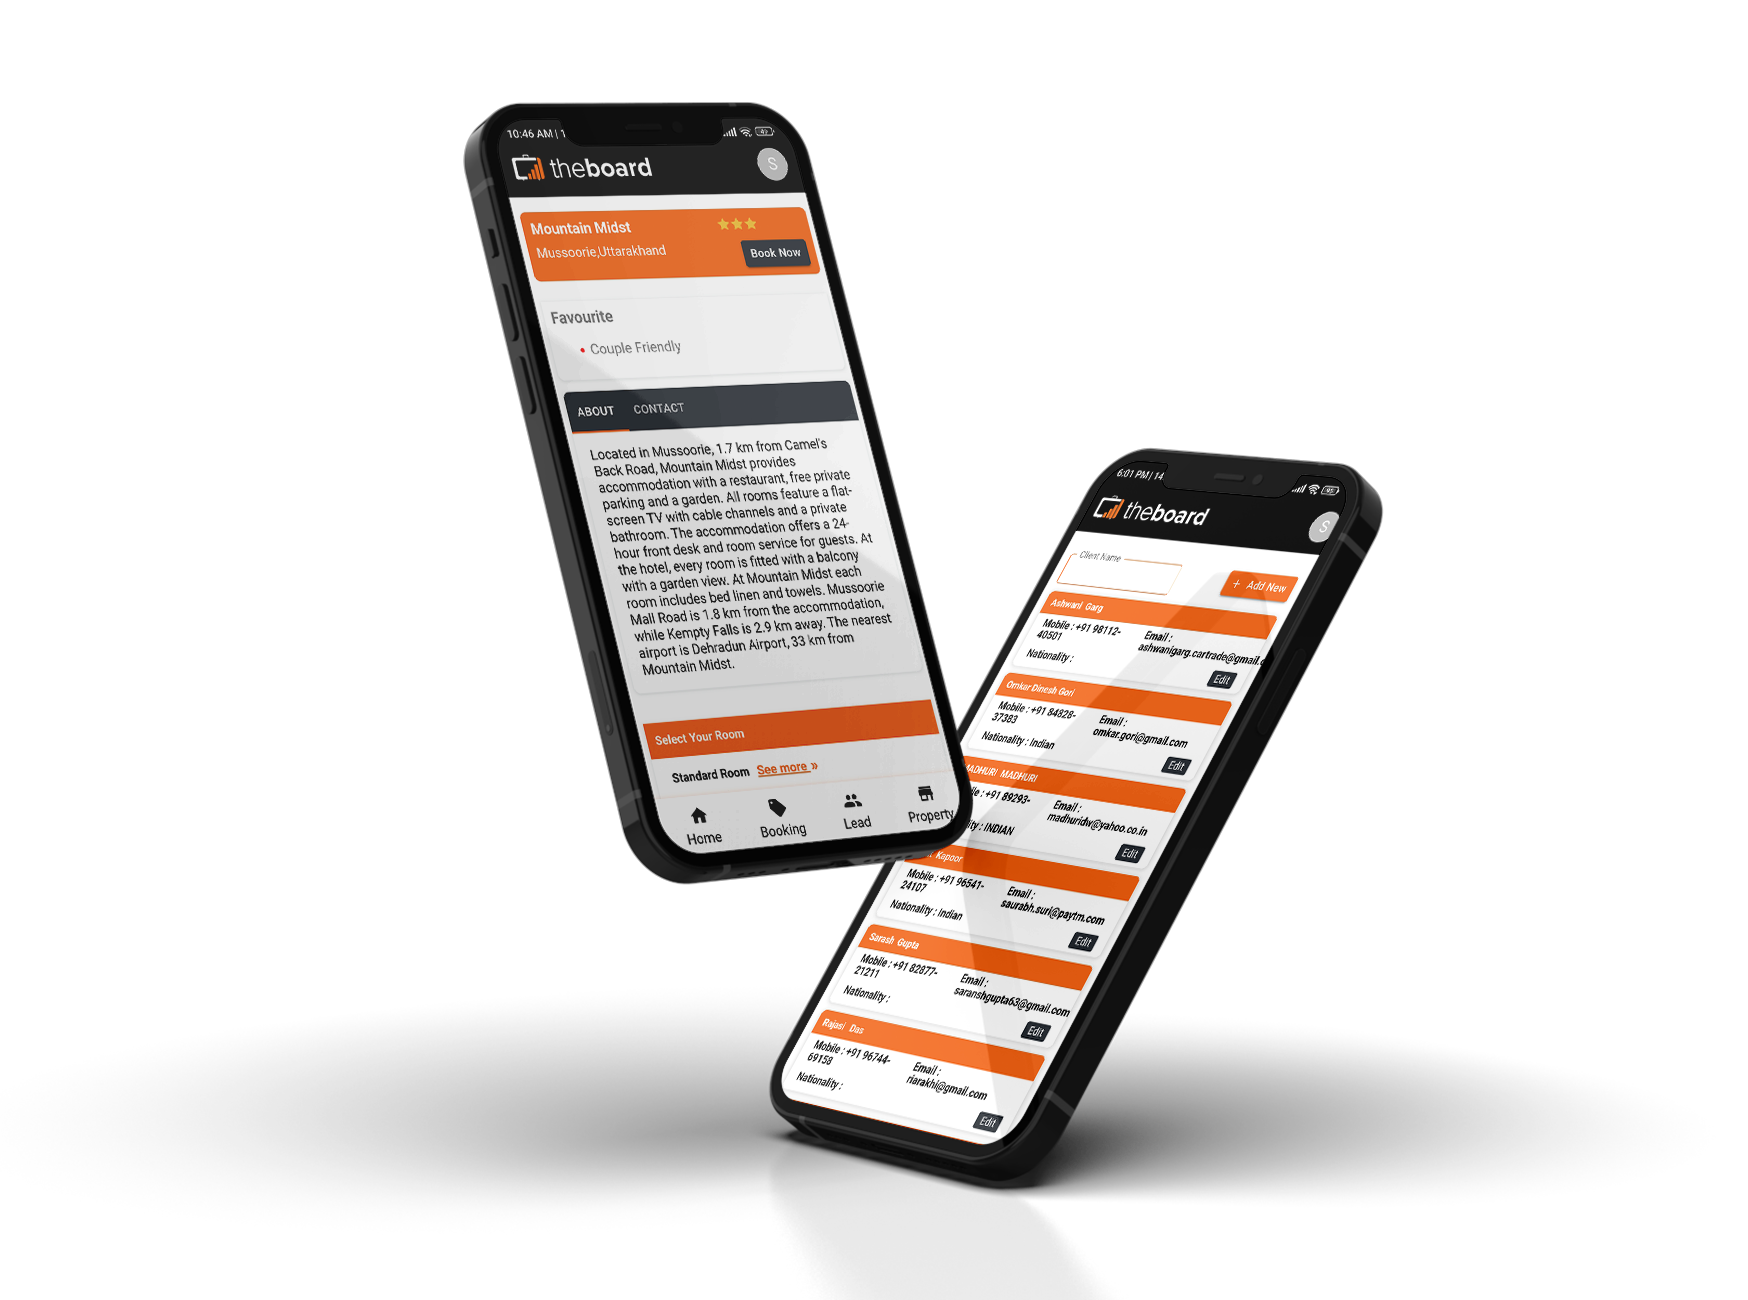 10:46 AM | 1
theboard
S
Mountain Midst
Mussoorie,Uttarakhand
Book Now
Favourite
Couple Friendly
ABOUT CONTACT
Located in Mussoorie, 1.7 km from Camel's
Back Road, Mountain Midst provides
accommodation with a restaurant, free private
parking and a garden. All rooms feature a flat-
screen TV with cable channels and a private
bathroom. The accommodation offers a 24-
hour front desk and room service for guests. At
the hotel, every room is fitted with a balcony
with a garden view. At Mountain Midst each
room includes bed linen and towels. Mussoorie
Mall Road is 1.8 km from the accommodation,
while Kempty Falls is 2.9 km away. The nearest
airport is Dehradun Airport, 33 km from
Mountain Midst.
Select Your Room
Standard Room See more »
Home Booking Lead Property
6:01 PM | 14
theboard
S
Client Name
+ Add New
Ashwani Garg
Mobile : +91 98112-
40501
Email :
ashwanigarg.cartrade@gmail.c
Nationality :
Edit
Omkar Dinesh Gori
Mobile : +91 84828-
37383
Email :
omkar.gori@gmail.com
Nationality : Indian
Edit
MADHURI MADHURI
ile : +91 89293-
Email :
madhuridw@yahoo.co.in
ity : INDIAN
Edit
Kapoor
Mobile : +91 96541-
24107
Email :
saurabh.suri@paytm.com
Nationality : Indian
Edit
Sarash Gupta
Mobile : +91 82877-
21211
Email :
saranshgupta63@gmail.com
Nationality :
Edit
Rajasi Das
Mobile : +91 96744-
69158
Email :
riarakhi@gmail.com
Nationality :
Edit